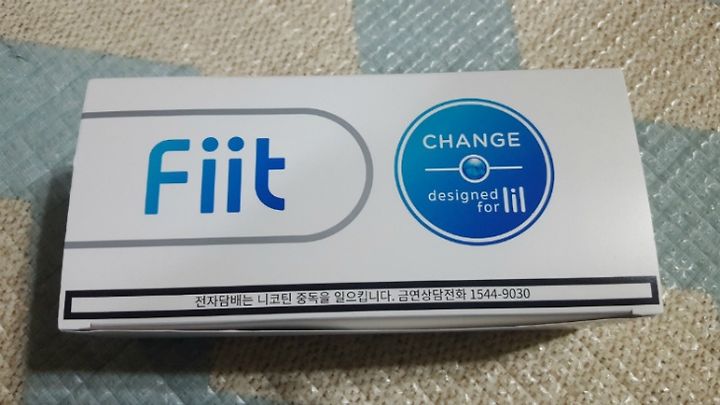 Fiit
CHANGE
designed
for lil
전자담배는 니코틴 중독을 일으킵니다. 금연상담전화 1544-9030